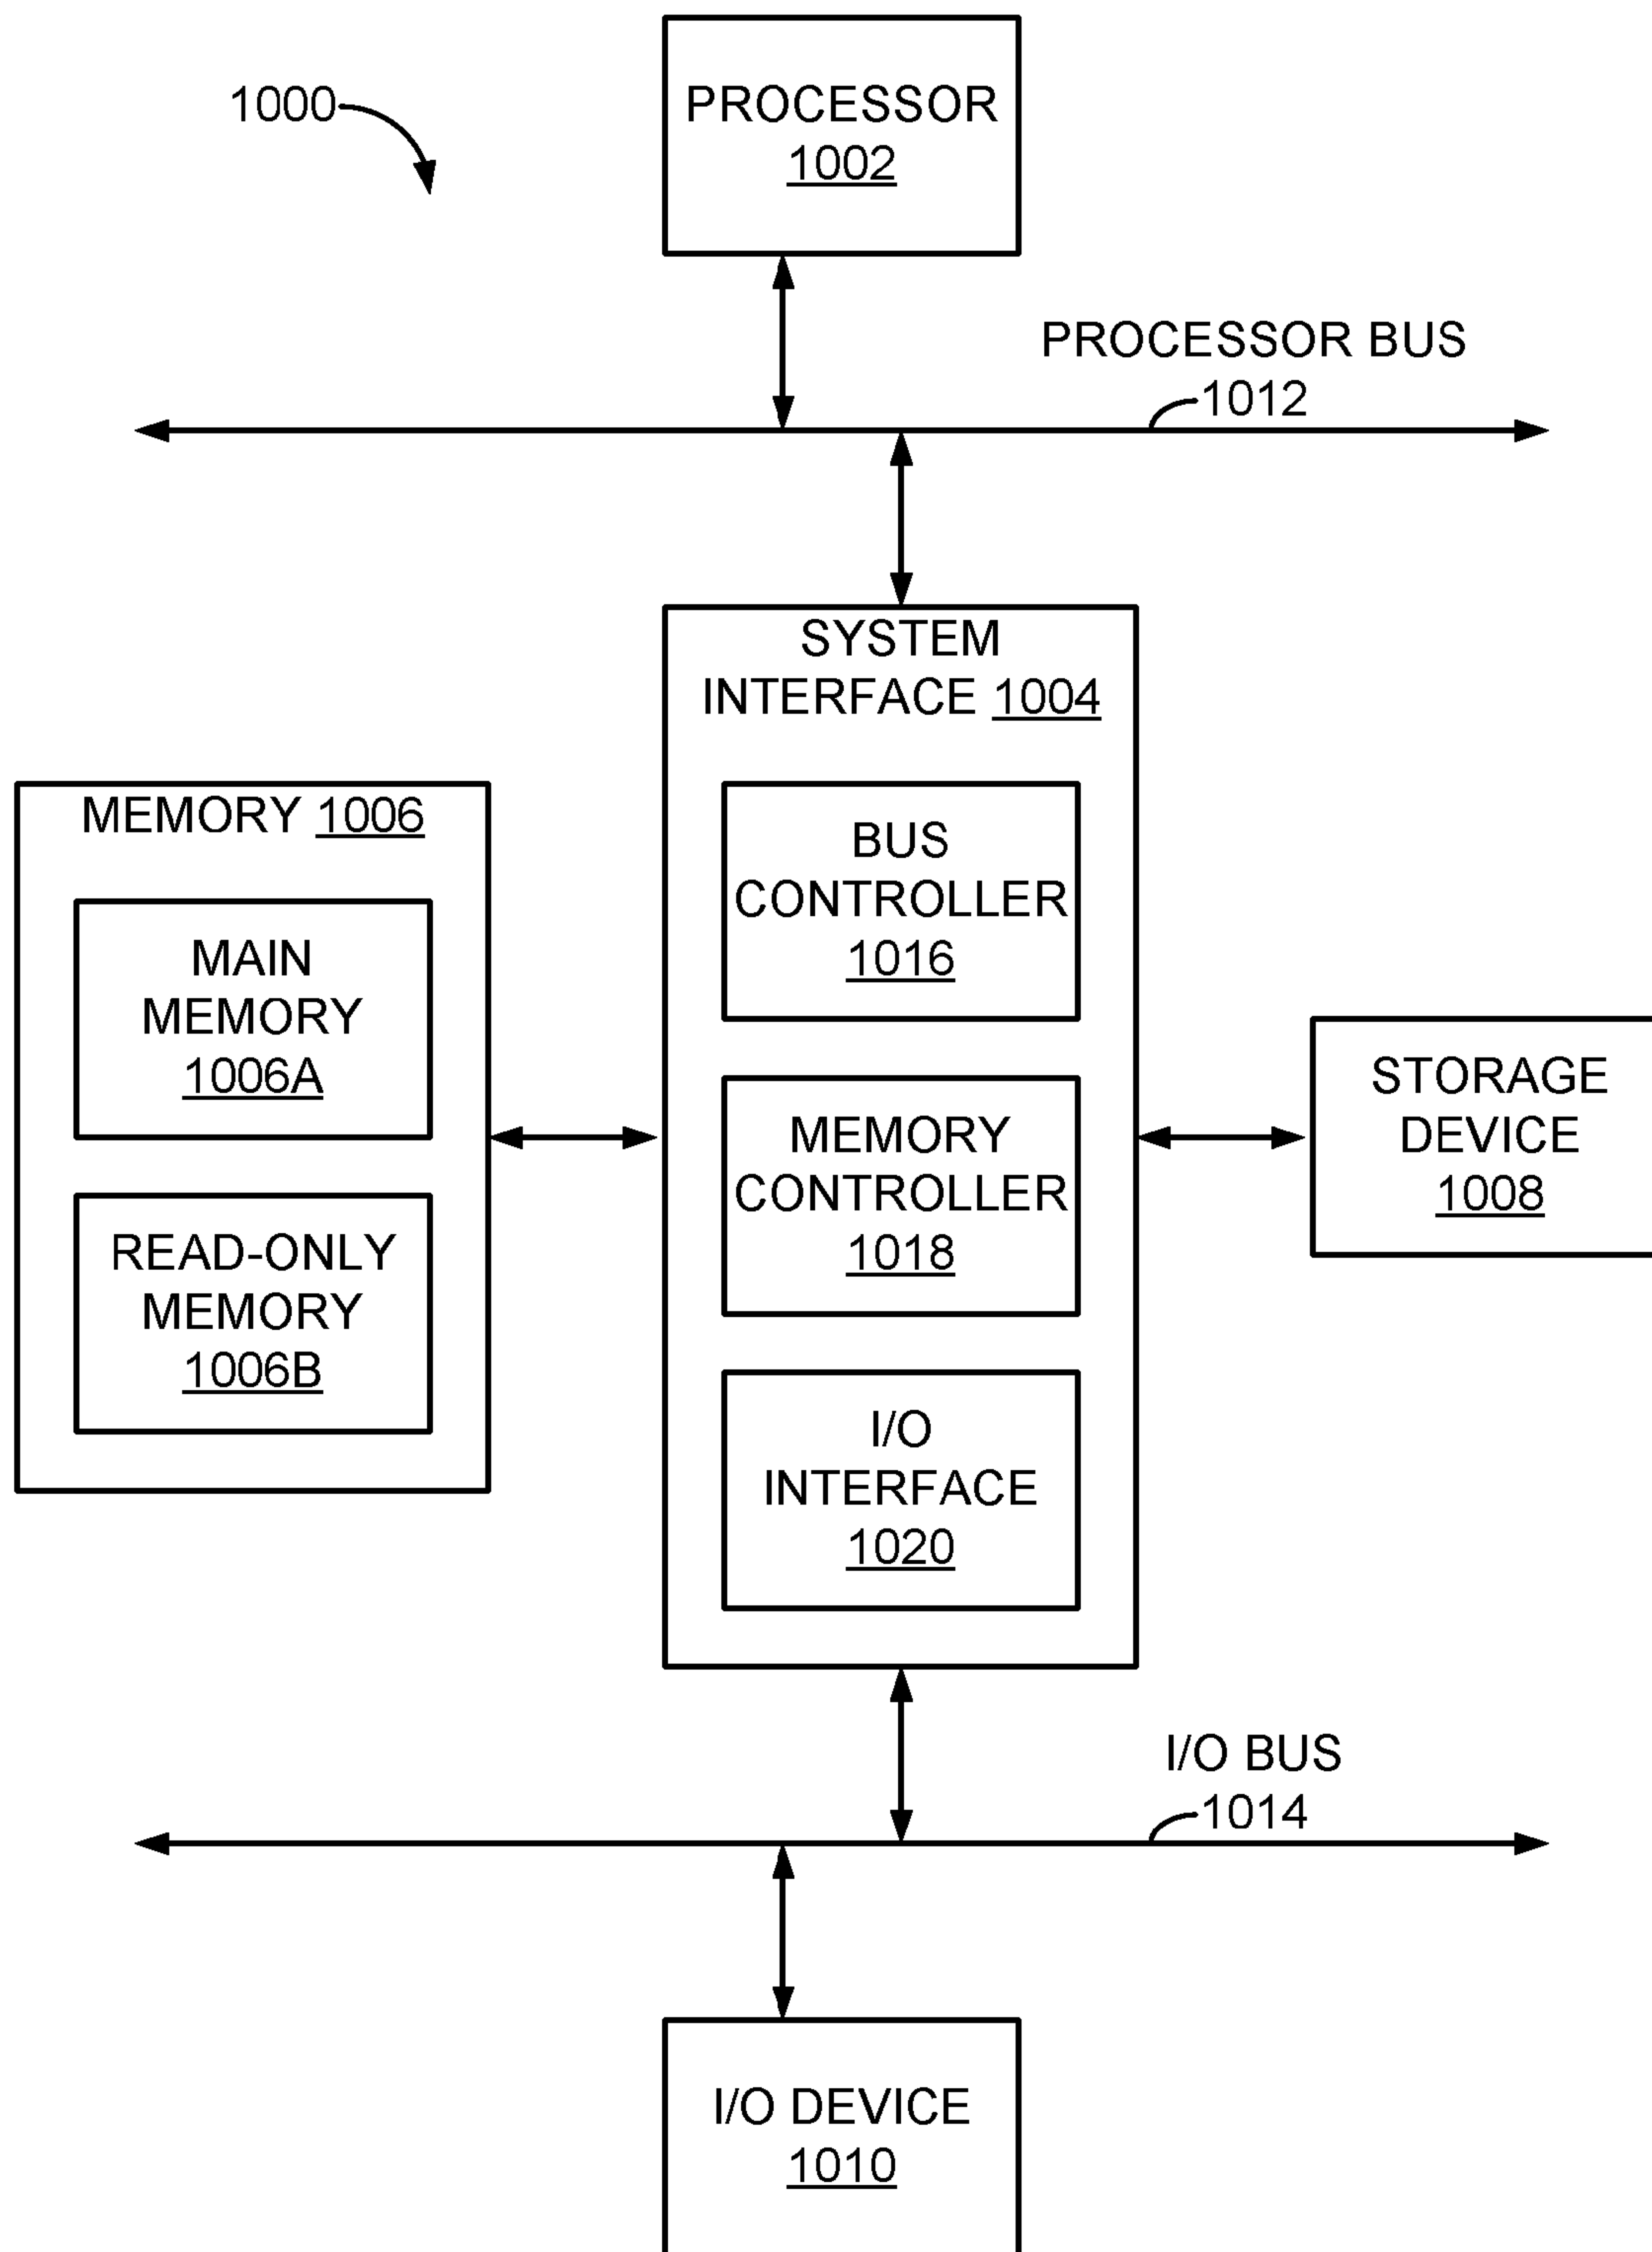 1000
PROCESSOR
1002
PROCESSOR BUS
1012
SYSTEM
INTERFACE 1004
MEMORY 1006
MAIN
MEMORY
1006A
READ-ONLY
MEMORY
1006B
BUS
CONTROLLER
1016
MEMORY
CONTROLLER
1018
I/O
INTERFACE
1020
STORAGE
DEVICE
1008
I/O BUS
1014
I/O DEVICE
1010